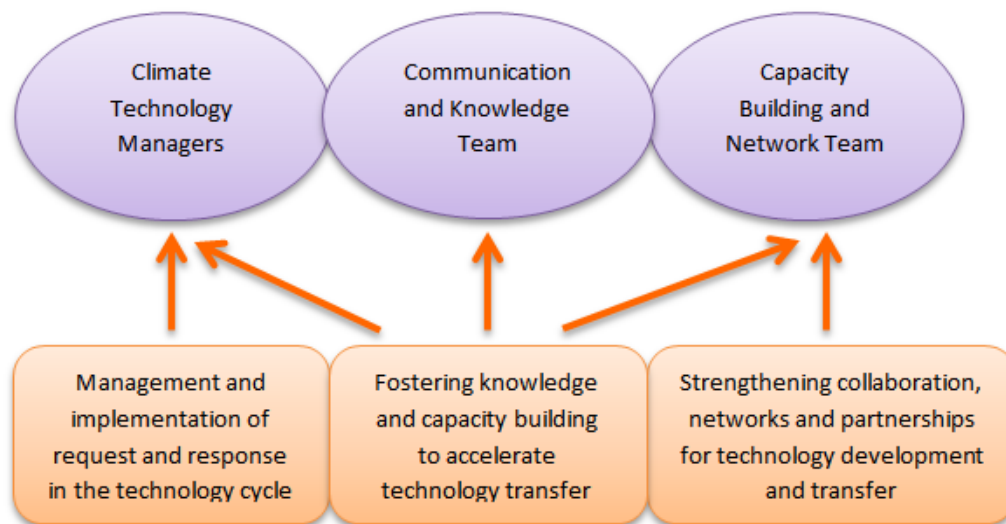 Climate
Technology
Managers
Communication
and Knowledge
Team
Capacity
Building and
Network Team
Management and
implementation of
request and response
in the technology cycle
Fostering knowledge
and capacity building
to accelerate
technology transfer
Strengthening collaboration,
networks and partnerships
for technology development
and transfer